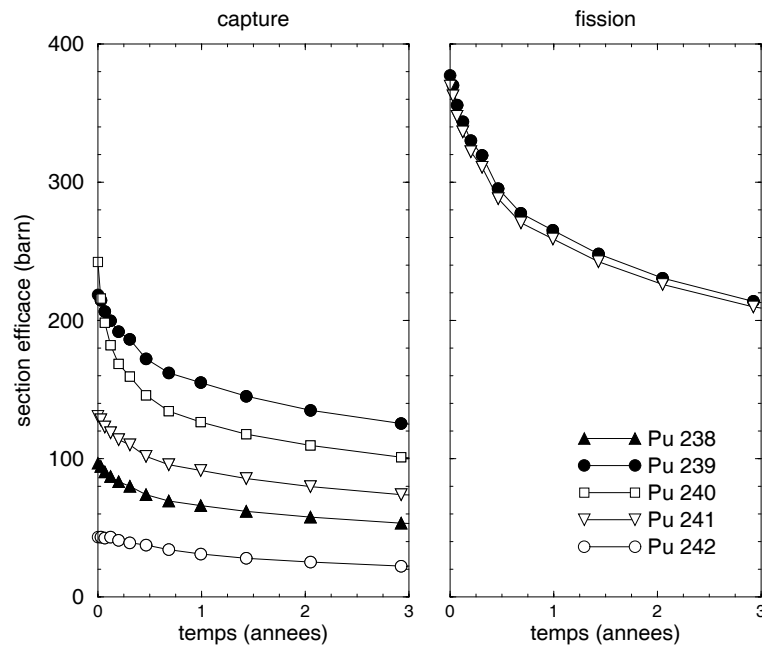 capture
fission
400
300
200
100
0
section efficace (barn)
0 1 2 3
temps (annees)
0 1 2 3
temps (annees)
Pu 238
Pu 239
Pu 240
Pu 241
Pu 242